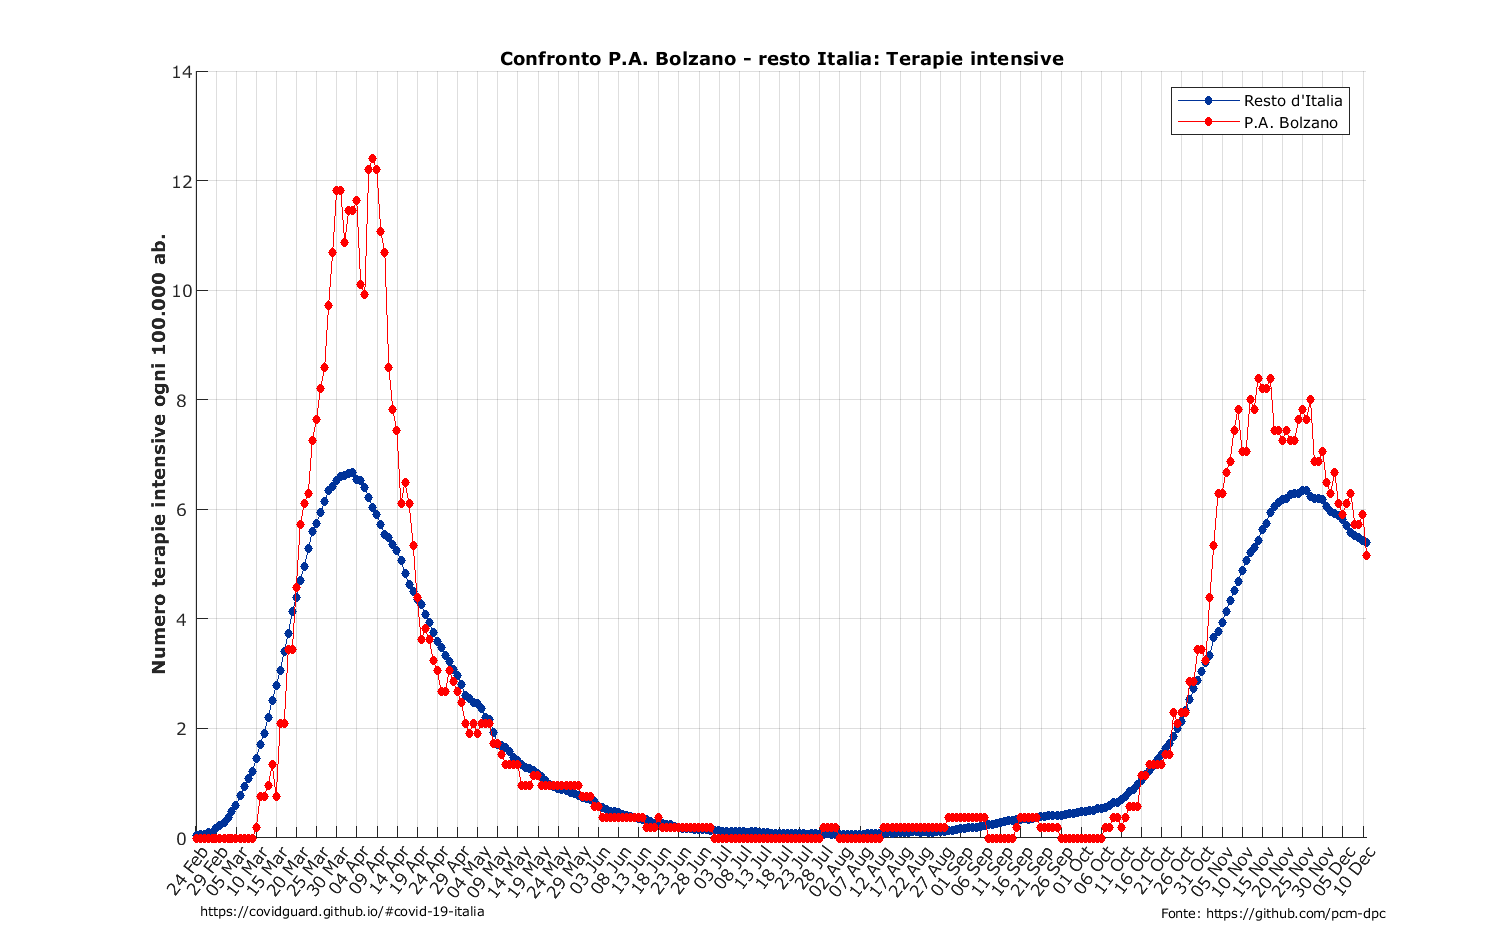 Confronto P.A. Bolzano - resto Italia: Terapie intensive
Resto d'Italia
P.A. Bolzano
Numero terapie intensive ogni 100.000 ab.
14
12
10
8
6
4
2
0
24 Feb
29 Feb
05 Mar
10 Mar
15 Mar
20 Mar
25 Mar
30 Mar
04 Apr
09 Apr
14 Apr
19 Apr
24 Apr
29 Apr
04 May
09 May
14 May
19 May
24 May
29 May
03 Jun
08 Jun
13 Jun
18 Jun
23 Jun
28 Jun
03 Jul
08 Jul
13 Jul
18 Jul
23 Jul
28 Jul
02 Aug
07 Aug
12 Aug
17 Aug
22 Aug
27 Aug
01 Sep
06 Sep
11 Sep
16 Sep
21 Sep
26 Sep
01 Oct
06 Oct
11 Oct
16 Oct
21 Oct
26 Oct
31 Oct
05 Nov
10 Nov
15 Nov
20 Nov
25 Nov
30 Nov
05 Dec
10 Dec
https://covidguard.github.io/#covid-19-italia
Fonte: https://github.com/pcm-dpc